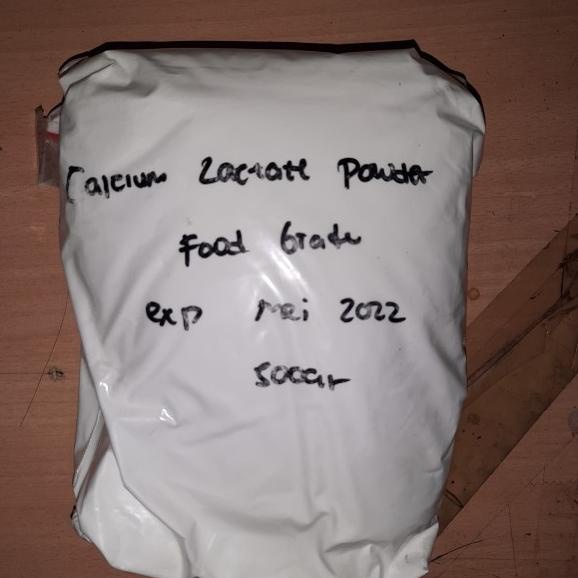 Calcium Lactate Powder
Food Grade
exp Mei 2022
500gr